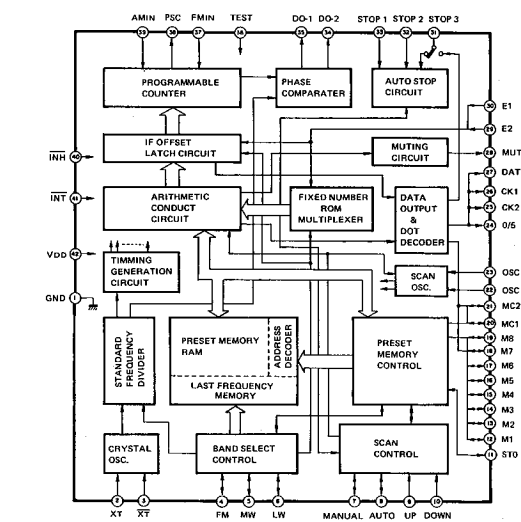 AMIN PSC FMIN TEST DO-1 DO-2 STOP 1 STOP 2 STOP 3
39 38 37 16 35 34 33 32 31
PROGRAMMABLE
COUNTER
PHASE
COMPARATER
AUTO STOP
CIRCUIT
30 E1
29 E2
IF OFFSET
LATCH CIRCUIT
MUTING
CIRCUIT
28 MUT
INH 40
27 DAT
INT 41
ARITHMETIC
CONDUCT
CIRCUIT
FIXED NUMBER
ROM
MULTIPLEXER
DATA
OUTPUT
&
DOT
DECODER
26 CK1
25 CK2
24 0/5
VDD 42
TIMMING
GENERATION
CIRCUIT
SCAN
OSC.
23 OSC
22 OSC
GND 1
21 MC2
20 MC1
STANDARD
FREQUENCY
DIVIDER
PRESET MEMORY
RAM
ADDRESS
DECODER
LAST FREQUENCY
MEMORY
PRESET
MEMORY
CONTROL
19 M8
18 M7
17 M6
16 M5
15 M4
14 M3
13 M2
12 M1
11 ST0
CRYSTAL
OSC.
BAND SELECT
CONTROL
SCAN
CONTROL
2 3 4 5 6 7 8 9 10
XT XT FM MW LW MANUAL AUTO UP DOWN